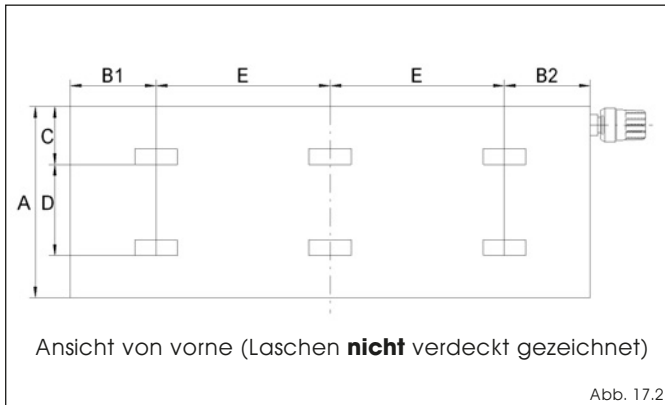 B1 E E B2
C
A D
Ansicht von vorne (Laschen nicht verdeckt gezeichnet)
Abb. 17.2